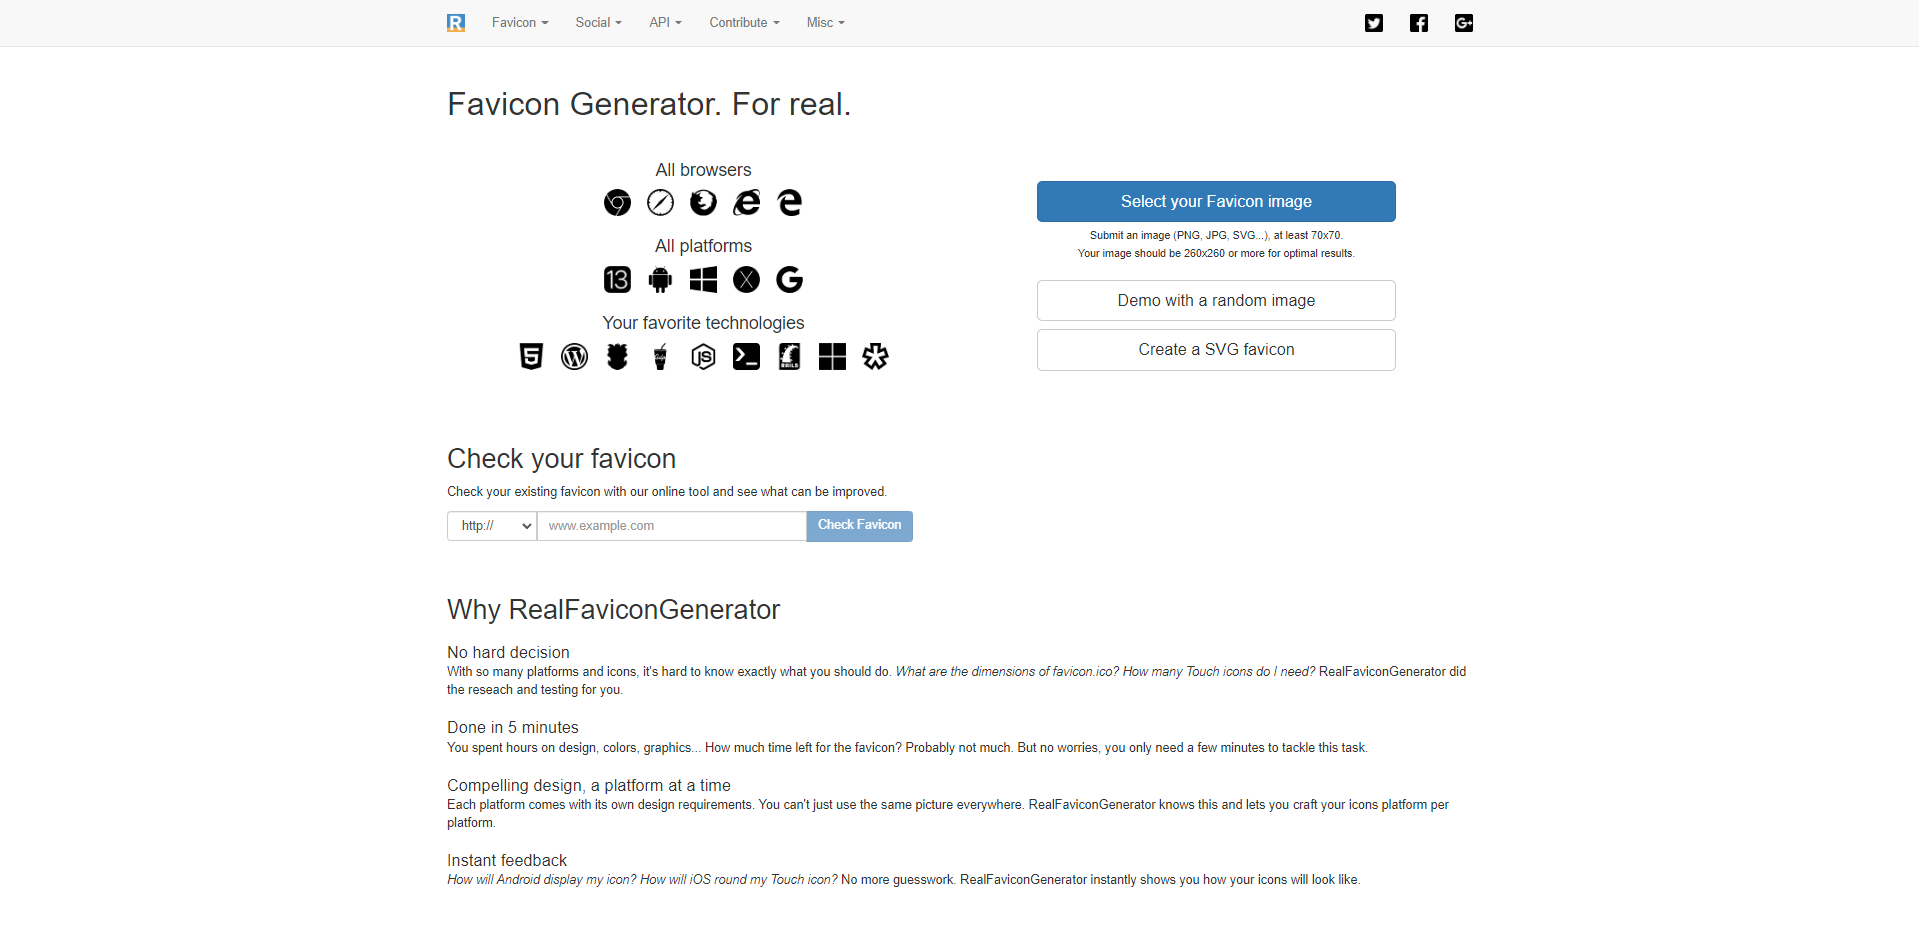 R Favicon Social API Contribute Misc
Favicon Generator. For real.
All browsers
All platforms
13
Your favorite technologies
Select your Favicon image
Submit an image (PNG, JPG, SVG...), at least 70x70.
Your image should be 260x260 or more for optimal results.
Demo with a random image
Create a SVG favicon
Check your favicon
Check your existing favicon with our online tool and see what can be improved.
http:// www.example.com Check Favicon
Why RealFaviconGenerator
No hard decision
With so many platforms and icons, it's hard to know exactly what you should do. What are the dimensions of favicon.ico? How many Touch icons do I need? RealFaviconGenerator did
the reseach and testing for you.
Done in 5 minutes
You spent hours on design, colors, graphics... How much time left for the favicon? Probably not much. But no worries, you only need a few minutes to tackle this task.
Compelling design, a platform at a time
Each platform comes with its own design requirements. You can't just use the same picture everywhere. RealFaviconGenerator knows this and lets you craft your icons platform per
platform.
Instant feedback
How will Android display my icon? How will iOS round my Touch icon? No more guesswork. RealFaviconGenerator instantly shows you how your icons will look like.